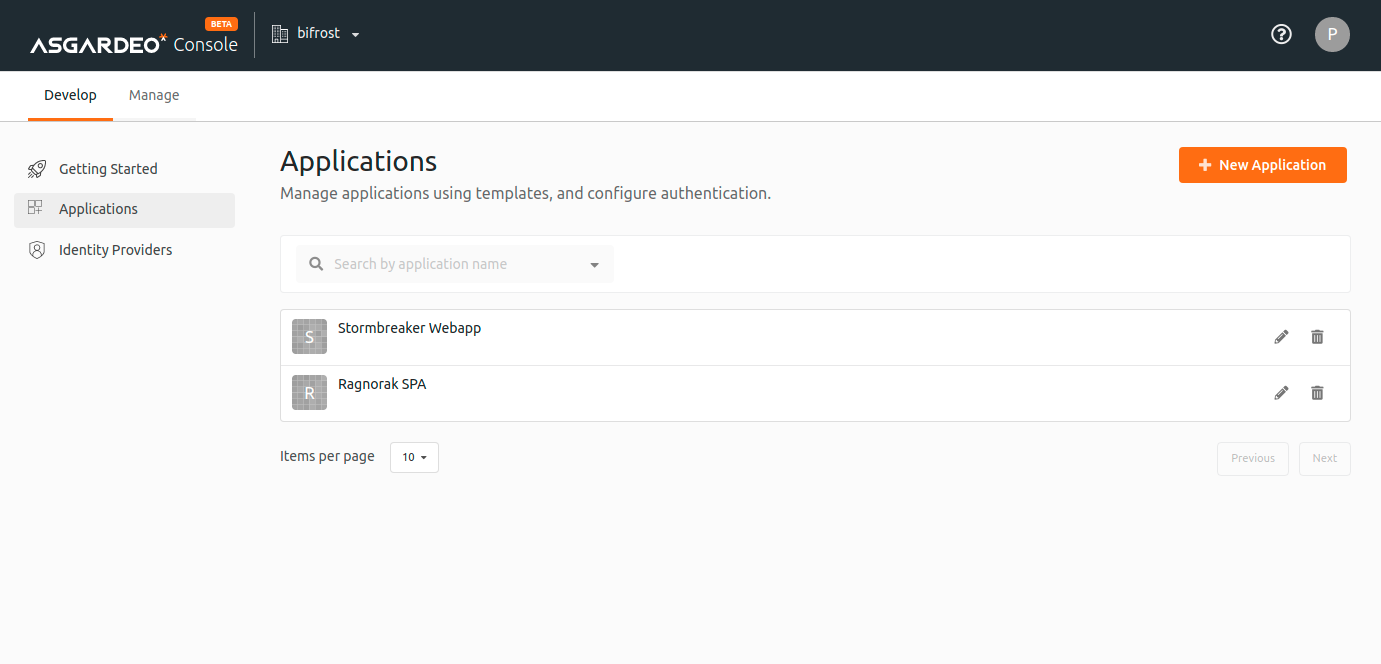 BETA
ASGARDEO Console
bifrost
P
Develop Manage
Getting Started
Applications
Identity Providers
Applications
New Application
Manage applications using templates, and configure authentication.
Search by application name
S Stormbreaker Webapp
R Ragnorak SPA
Items per page 10
Previous Next